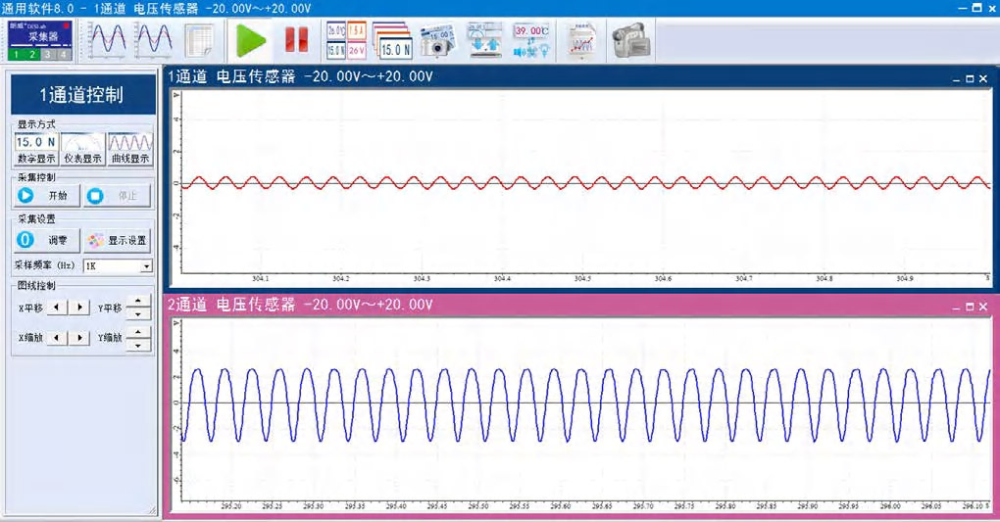 通用软件8.0 - 1通道 电压传感器 -20.00V～+20.00V
朗威®DISLab
采集器
1 2 3 4
26.0℃ 1.5A
15.0N 26V
15.0 N
39.00℃
1通道控制
显示方式
15.0 N
数字显示 仪表显示 曲线显示
采集控制
开始 停止
采集设置
调零 显示设置
采样频率 (Hz) 1K
图线控制
X平移 Y平移
X缩放 Y缩放
1通道 电压传感器 -20.00V～+20.00V
V
4
2
0
-2
-4
304.1 304.2 304.3 304.4 304.5 304.6 304.7 304.8 304.9 s
2通道 电压传感器 -20.00V～+20.00V
V
4
2
0
-2
-4
-6
295.20 295.25 295.30 295.35 295.40 295.45 295.50 295.55 295.60 295.65 295.70 295.75 295.80 295.85 295.90 295.95 296.00 296.05 296.10 s